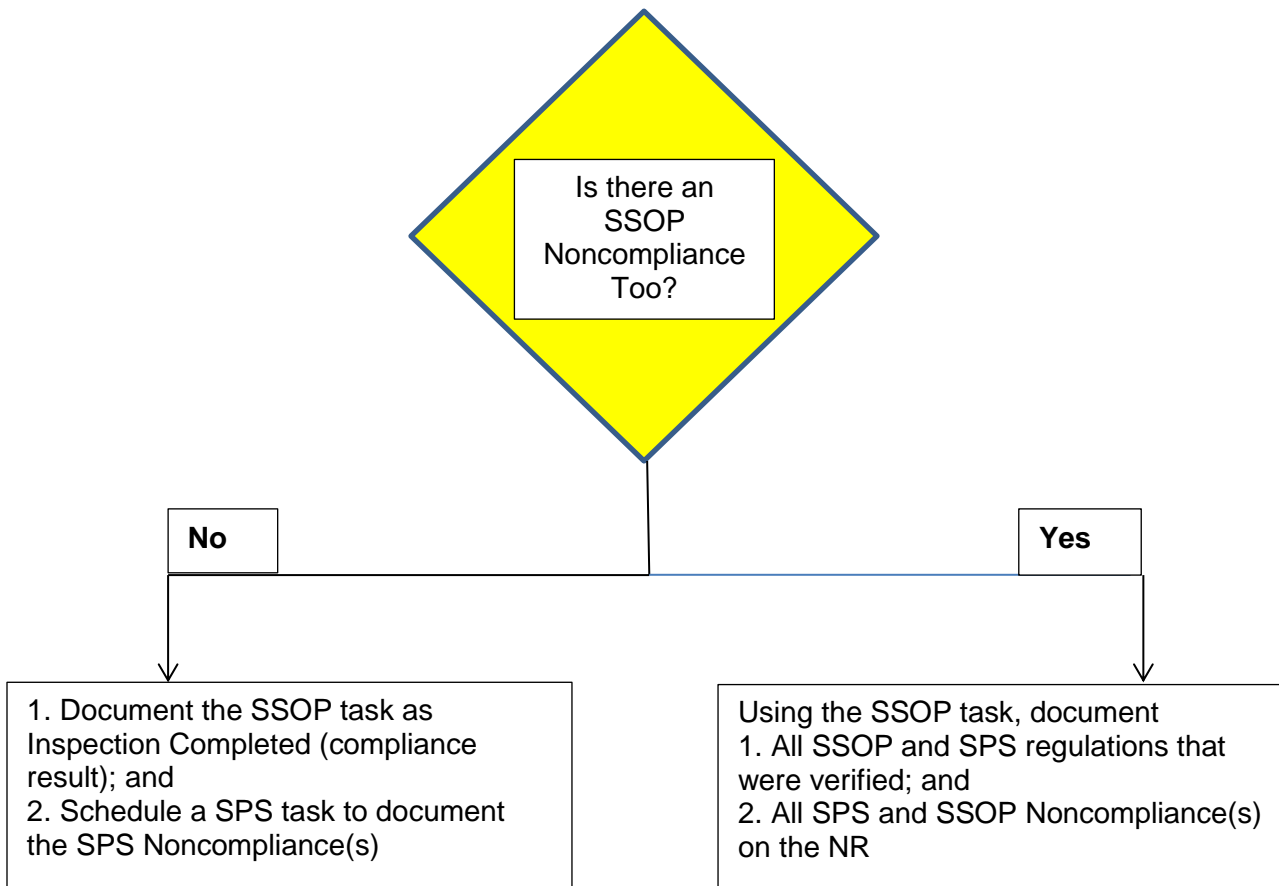 Is there an
SSOP
Noncompliance
Too?
No
Yes
1. Document the SSOP task as
Inspection Completed (compliance
result); and
2. Schedule a SPS task to document
the SPS Noncompliance(s)
Using the SSOP task, document
1. All SSOP and SPS regulations that
were verified; and
2. All SPS and SSOP Noncompliance(s)
on the NR